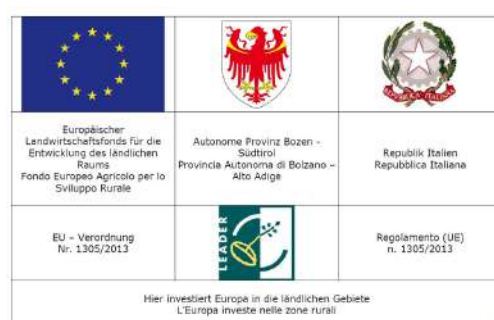 REPVBBLICA ITALIANA
Europäischer
Landwirtschaftsfonds für die
Entwicklung des ländlichen
Raums
Fondo Europeo Agricolo per lo
Sviluppo Rurale
Autonome Provinz Bozen -
Südtirol
Provincia Autonoma di Bolzano –
Alto Adige
Republik Italien
Repubblica Italiana
EU – Verordnung
Nr. 1305/2013
LEADER
Regolamento (UE)
n. 1305/2013
Hier investiert Europa in die ländlichen Gebiete
L'Europa investe nelle zone rurali